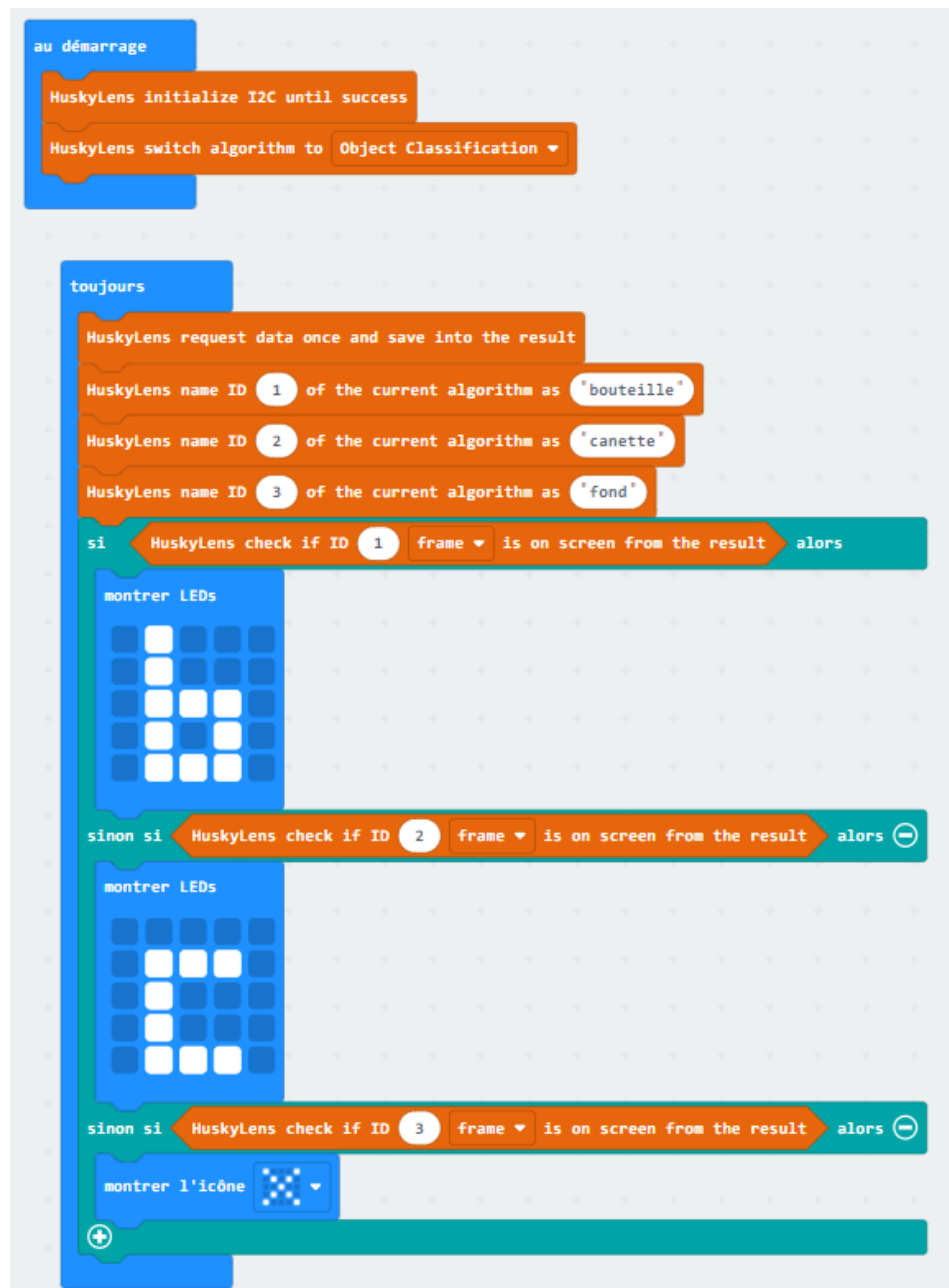 au démarrage
HuskyLens initialize I2C until success
HuskyLens switch algorithm to Object Classification
toujours
HuskyLens request data once and save into the result
HuskyLens name ID 1 of the current algorithm as "bouteille"
HuskyLens name ID 2 of the current algorithm as "canette"
HuskyLens name ID 3 of the current algorithm as "fond"
si HuskyLens check if ID 1 frame is on screen from the result alors
montrer LEDs
sinon si HuskyLens check if ID 2 frame is on screen from the result alors
montrer LEDs
sinon si HuskyLens check if ID 3 frame is on screen from the result alors
montrer l'icône